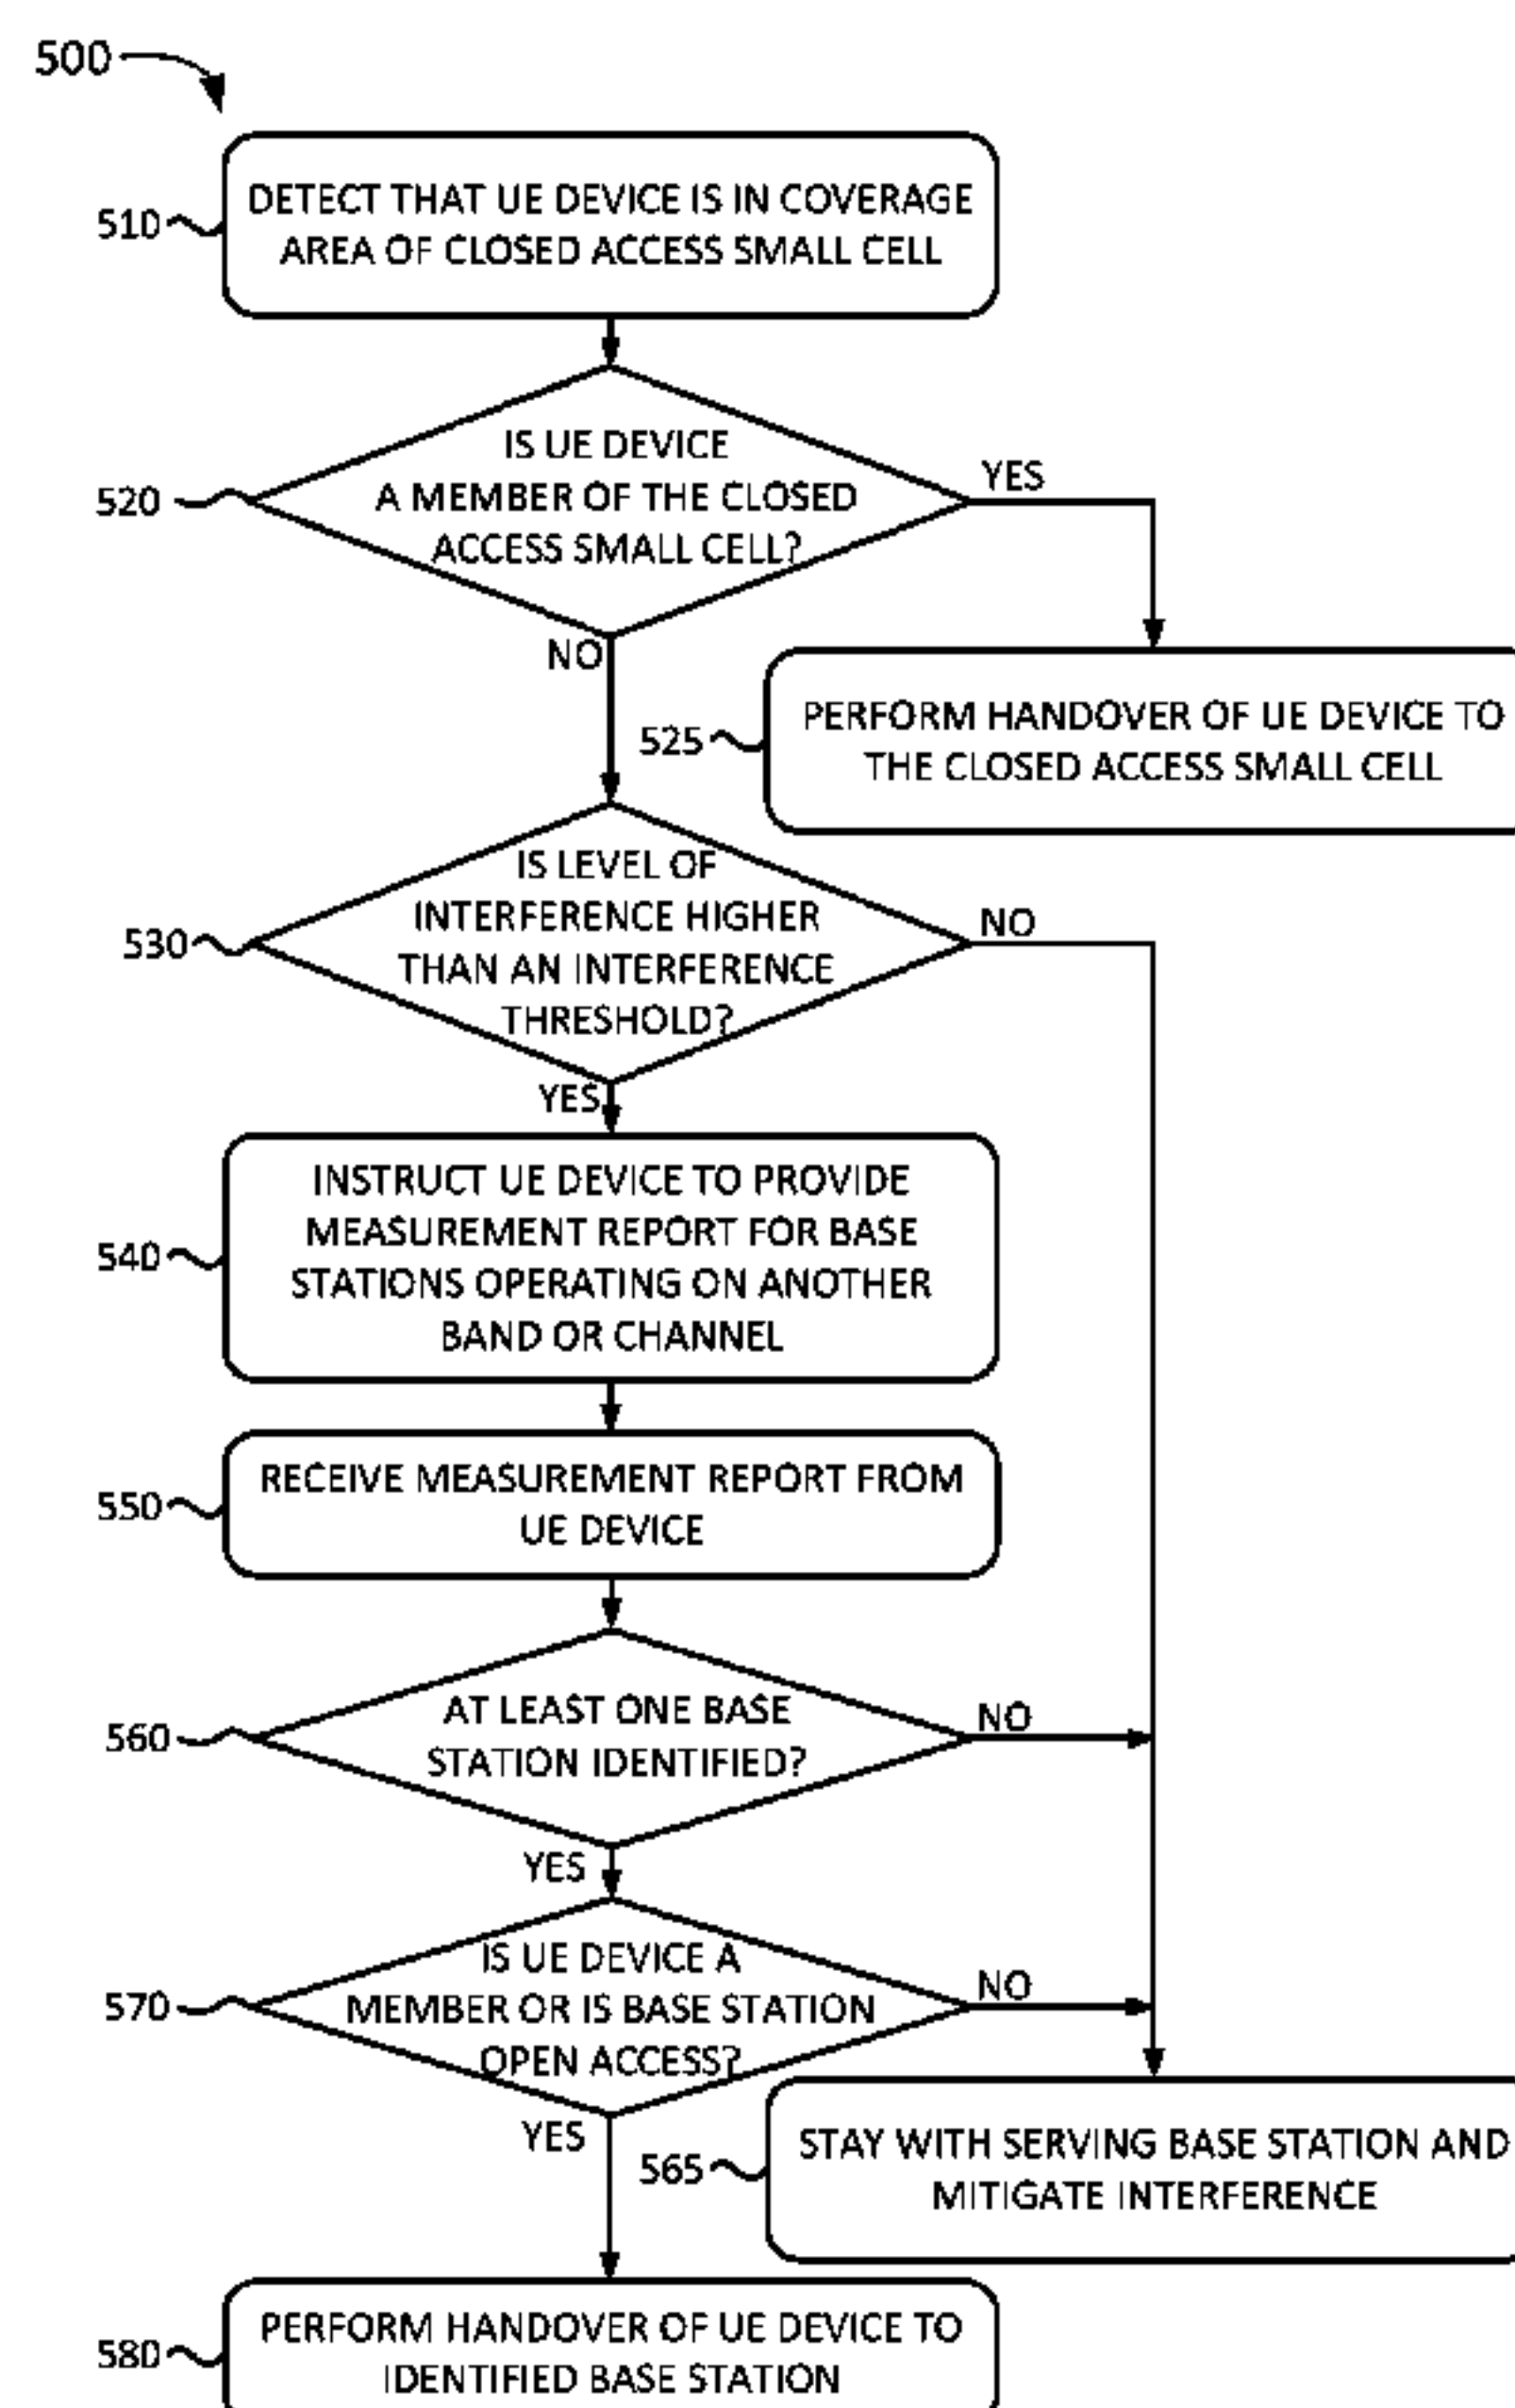 500
510
DETECT THAT UE DEVICE IS IN COVERAGE
AREA OF CLOSED ACCESS SMALL CELL
520
IS UE DEVICE
A MEMBER OF THE CLOSED
ACCESS SMALL CELL?
YES
NO
525
PERFORM HANDOVER OF UE DEVICE TO
THE CLOSED ACCESS SMALL CELL
530
IS LEVEL OF
INTERFERENCE HIGHER
THAN AN INTERFERENCE
THRESHOLD?
NO
YES
540
INSTRUCT UE DEVICE TO PROVIDE
MEASUREMENT REPORT FOR BASE
STATIONS OPERATING ON ANOTHER
BAND OR CHANNEL
550
RECEIVE MEASUREMENT REPORT FROM
UE DEVICE
560
AT LEAST ONE BASE
STATION IDENTIFIED?
NO
YES
570
IS UE DEVICE A
MEMBER OR IS BASE STATION
OPEN ACCESS?
NO
YES
565
STAY WITH SERVING BASE STATION AND
MITIGATE INTERFERENCE
580
PERFORM HANDOVER OF UE DEVICE TO
IDENTIFIED BASE STATION